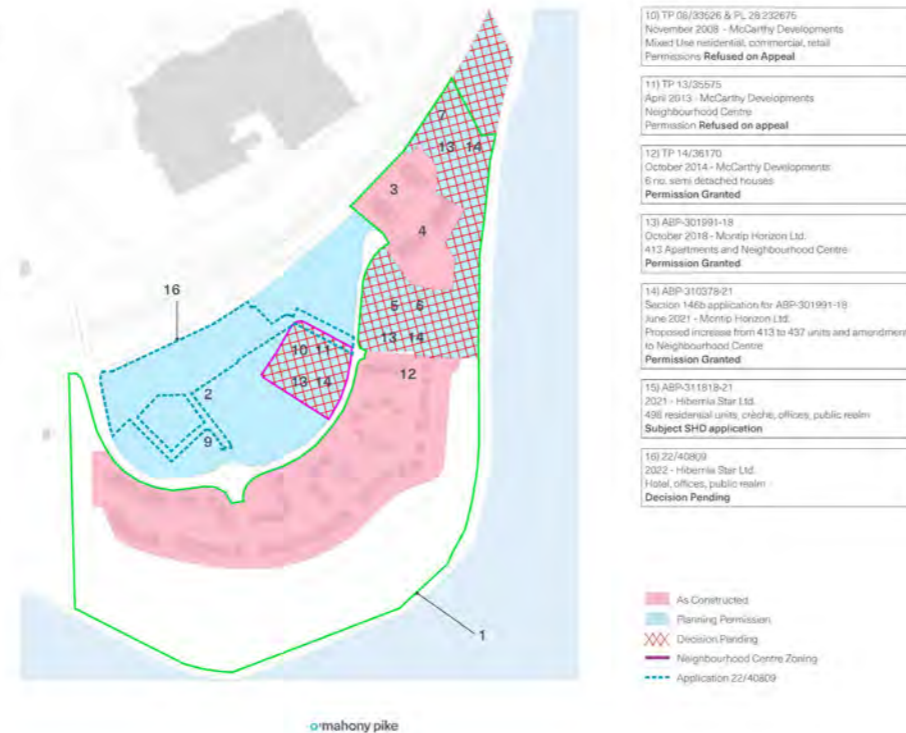 10) TP 08/33526 & PL 28 232675
November 2008 - McCarthy Developments
Mixed Use residential, commercial, retail
Permissions Refused on Appeal
11) TP 13/35575
April 2013 - McCarthy Developments
Neighbourhood Centre
Permission Refused on appeal
12) TP 14/36170
October 2014 - McCarthy Developments
6 no. semi detached houses
Permission Granted
13) ABP-301991-18
October 2018 - Montip Horizon Ltd.
413 Apartments and Neighbourhood Centre
Permission Granted
14) ABP-310378-21
Section 146b application for ABP-301991-18
June 2021 - Montip Horizon Ltd.
Proposed increase from 413 to 437 units and amendment
to Neighbourhood Centre
Permission Granted
15) ABP-311818-21
2021 - Hibernia Star Ltd.
498 residential units, crèche, offices, public realm
Subject SHD application
16) 22/40809
2022 - Hibernia Star Ltd.
Hotel, offices, public realm
Decision Pending
7
13 14
3
4
16
5 6
13 14
10 11
13 14
12
2
9
1
As Constructed
Planning Permission
Decision Pending
Neighbourhood Centre Zoning
Application 22/40809
o'mahony pike